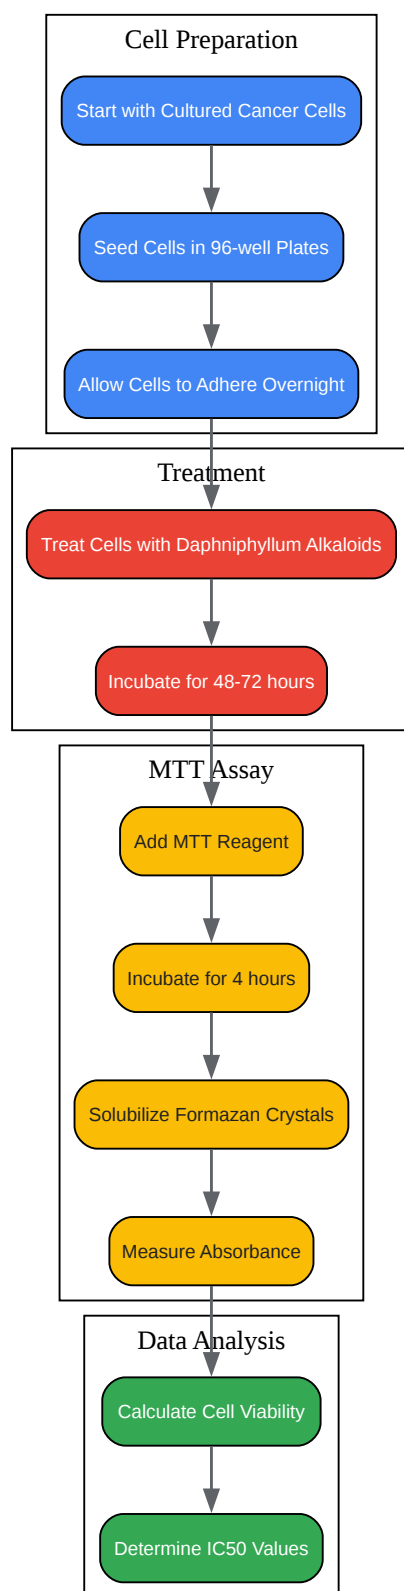 Cell Preparation
Start with Cultured Cancer Cells
Seed Cells in 96-well Plates
Allow Cells to Adhere Overnight
Treatment
Treat Cells with Daphniphyllum Alkaloids
Incubate for 48-72 hours
MTT Assay
Add MTT Reagent
Incubate for 4 hours
Solubilize Formazan Crystals
Measure Absorbance
Data Analysis
Calculate Cell Viability
Determine IC50 Values